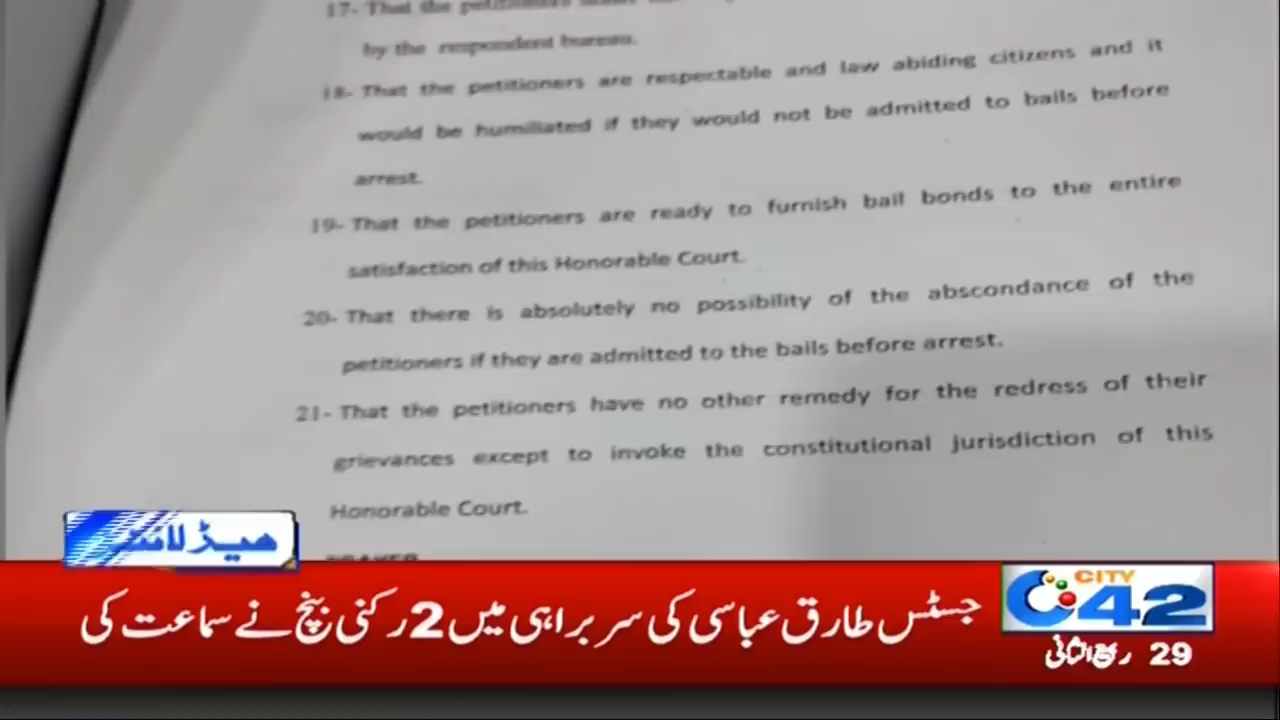 17- That the petitioners
by the respondent bureau.
18- That the petitioners are respectable and law abiding citizens and it
would be humiliated if they would not be admitted to bails before
arrest.
19- That the petitioners are ready to furnish bail bonds to the entire
satisfaction of this Honorable Court.
20- That there is absolutely no possibility of the abscondance of the
petitioners if they are admitted to the bails before arrest.
21- That the petitioners have no other remedy for the redress of their
grievances except to invoke the constitutional jurisdiction of this
Honorable Court.
ھیڈ لائنز
CITY
42
جسٹس طارق عباسی کی سربراہی میں 2 رکنی بنچ نے سماعت کی
29 ربیع الثانی